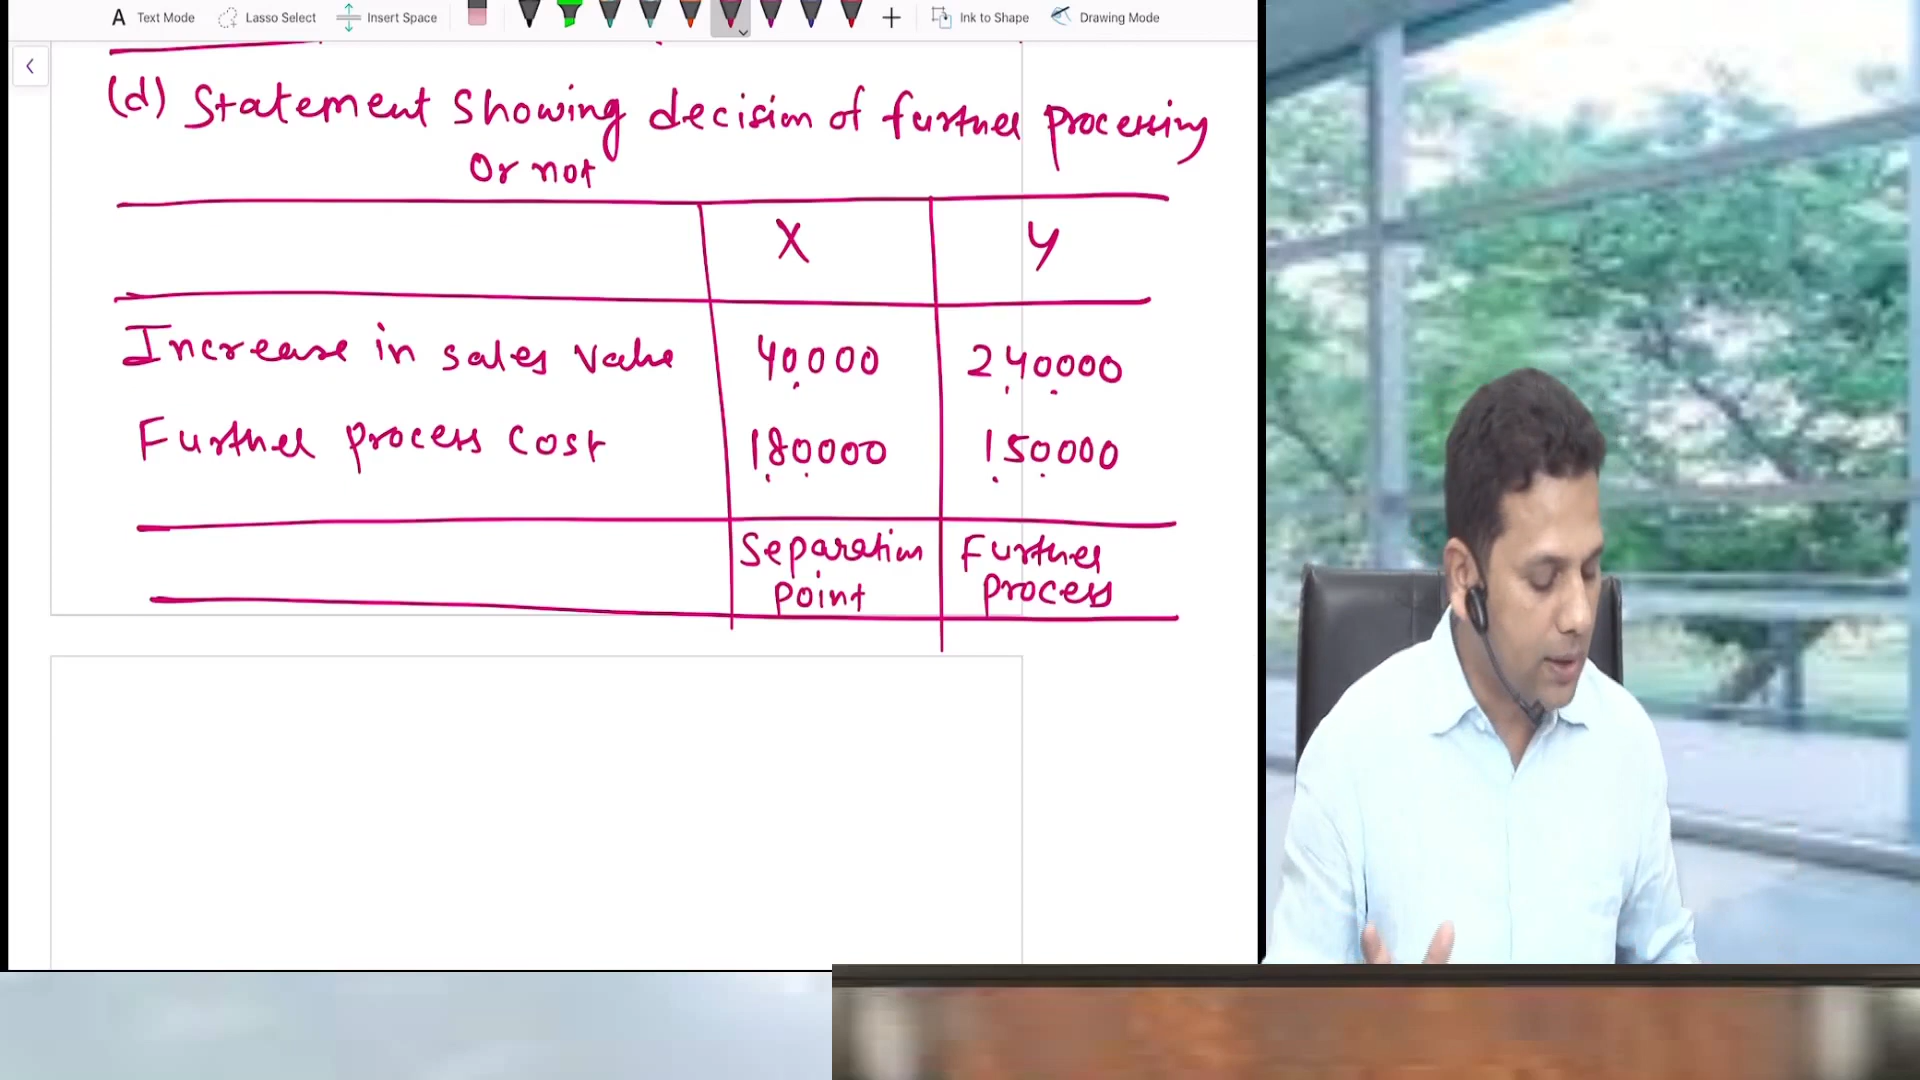 A Text Mode Lasso Select Insert Space Ink to Shape Drawing Mode
(d) Statement showing decision of further processing
or not
X Y
Increase in sales value 40000 240000
Further process cost 180000 150000
Separation Further
point process